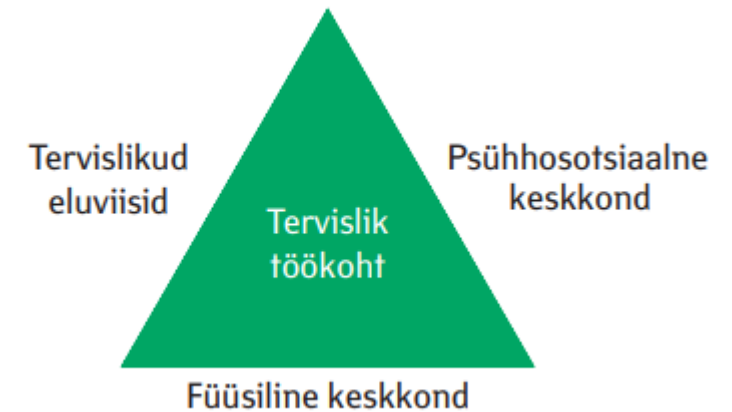 Tervislikud
eluviisid
Psühhosotsiaalne
keskkond
Tervislik
töökoht
Füüsiline keskkond